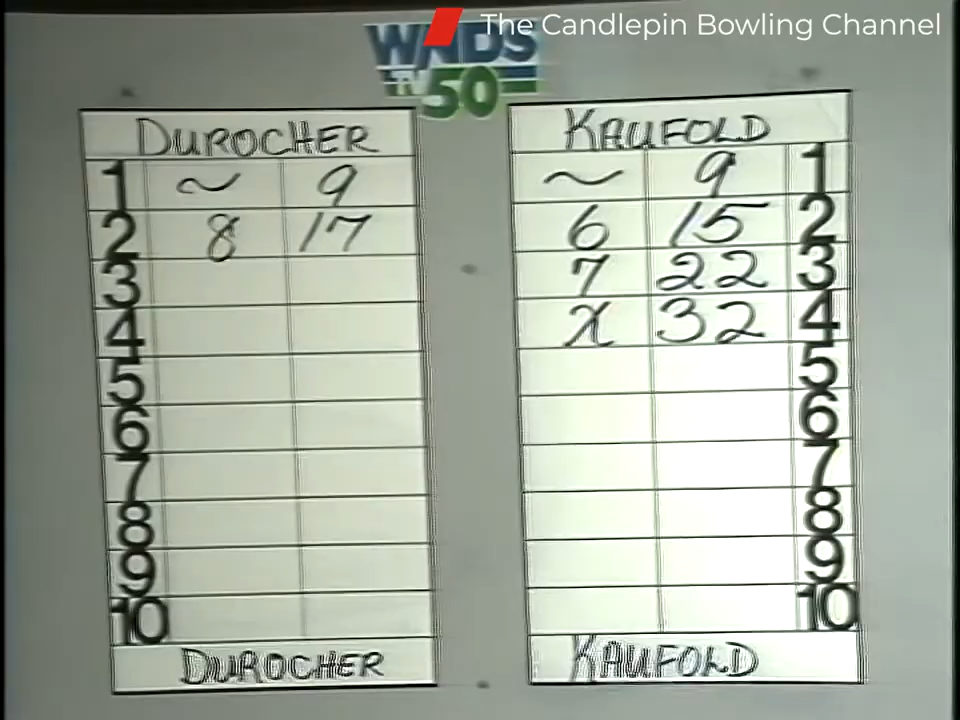 The Candlepin Bowling Channel
WNDS
TV 50
DUROCHER
1 ~ 9
2 8 17
3
4
5
6
7
8
9
10
DUROCHER
KAUFOLD
~ 9 1
6 15 2
7 22 3
X 32 4
5
6
7
8
9
10
KAUFOLD